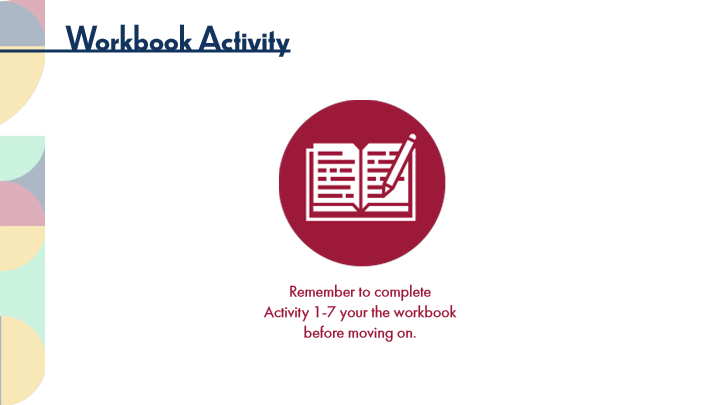 Workbook Activity
Remember to complete
Activity 1-7 your the workbook
before moving on.